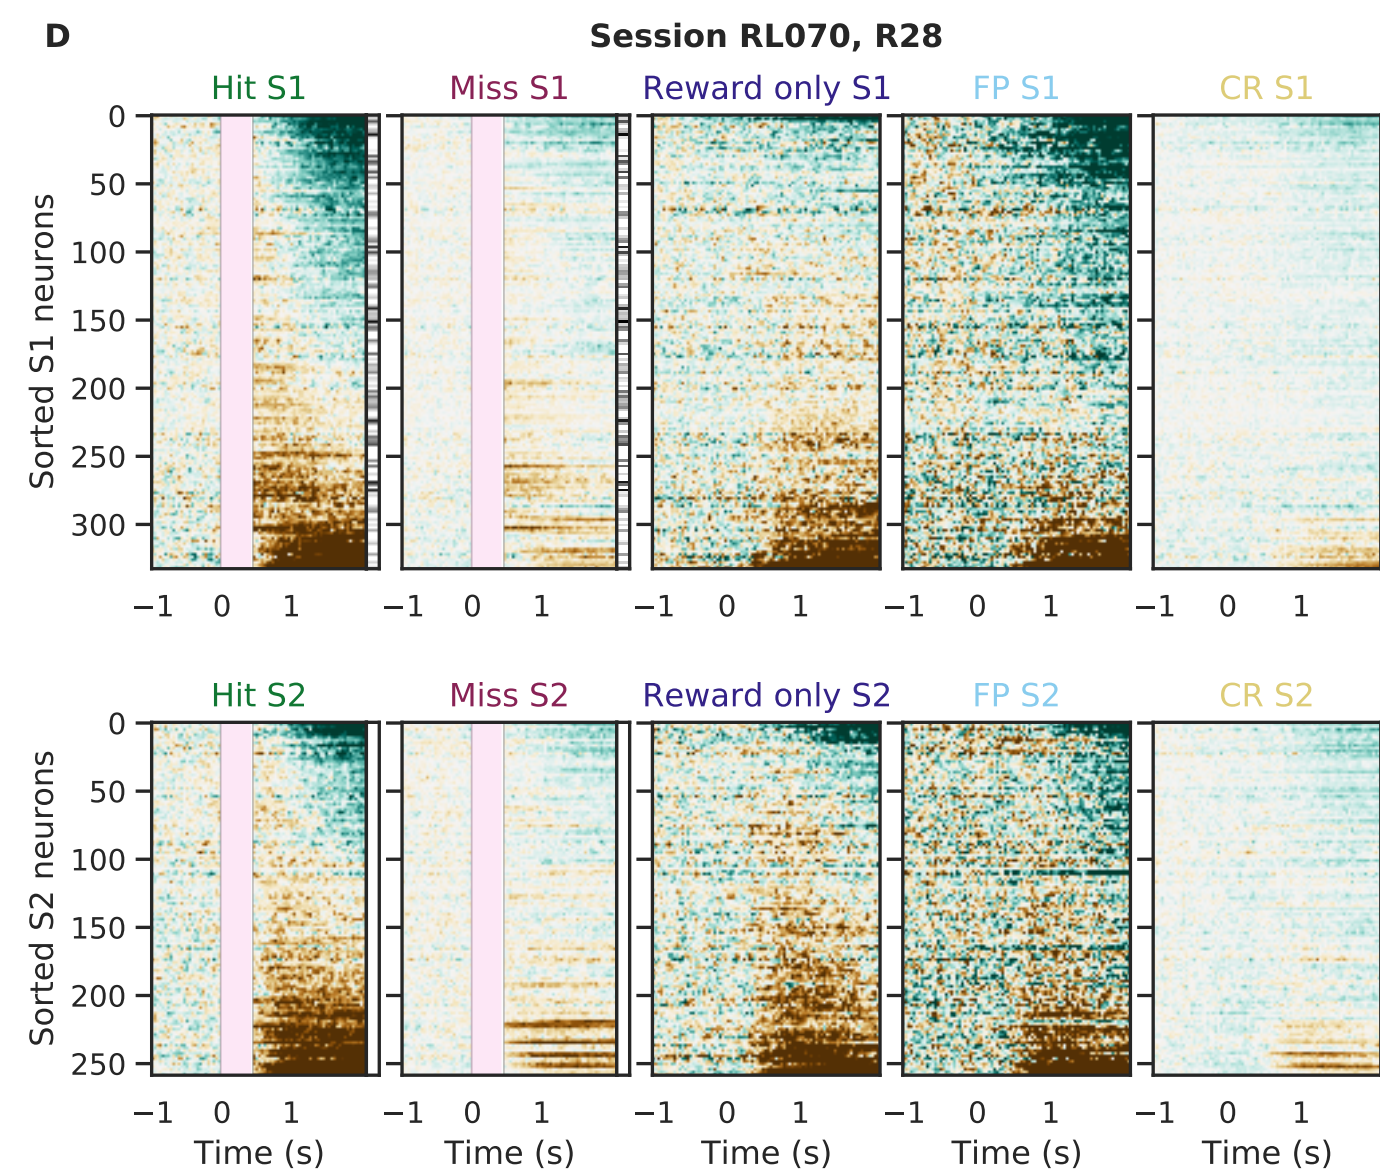 D
Session RL070, R28
Hit S1 Miss S1 Reward only S1 FP S1 CR S1
Sorted S1 neurons
0
50
100
150
200
250
300
−1 0 1 −1 0 1 −1 0 1 −1 0 1 −1 0 1
Hit S2 Miss S2 Reward only S2 FP S2 CR S2
Sorted S2 neurons
0
50
100
150
200
250
−1 0 1 −1 0 1 −1 0 1 −1 0 1 −1 0 1
Time (s) Time (s) Time (s) Time (s) Time (s)